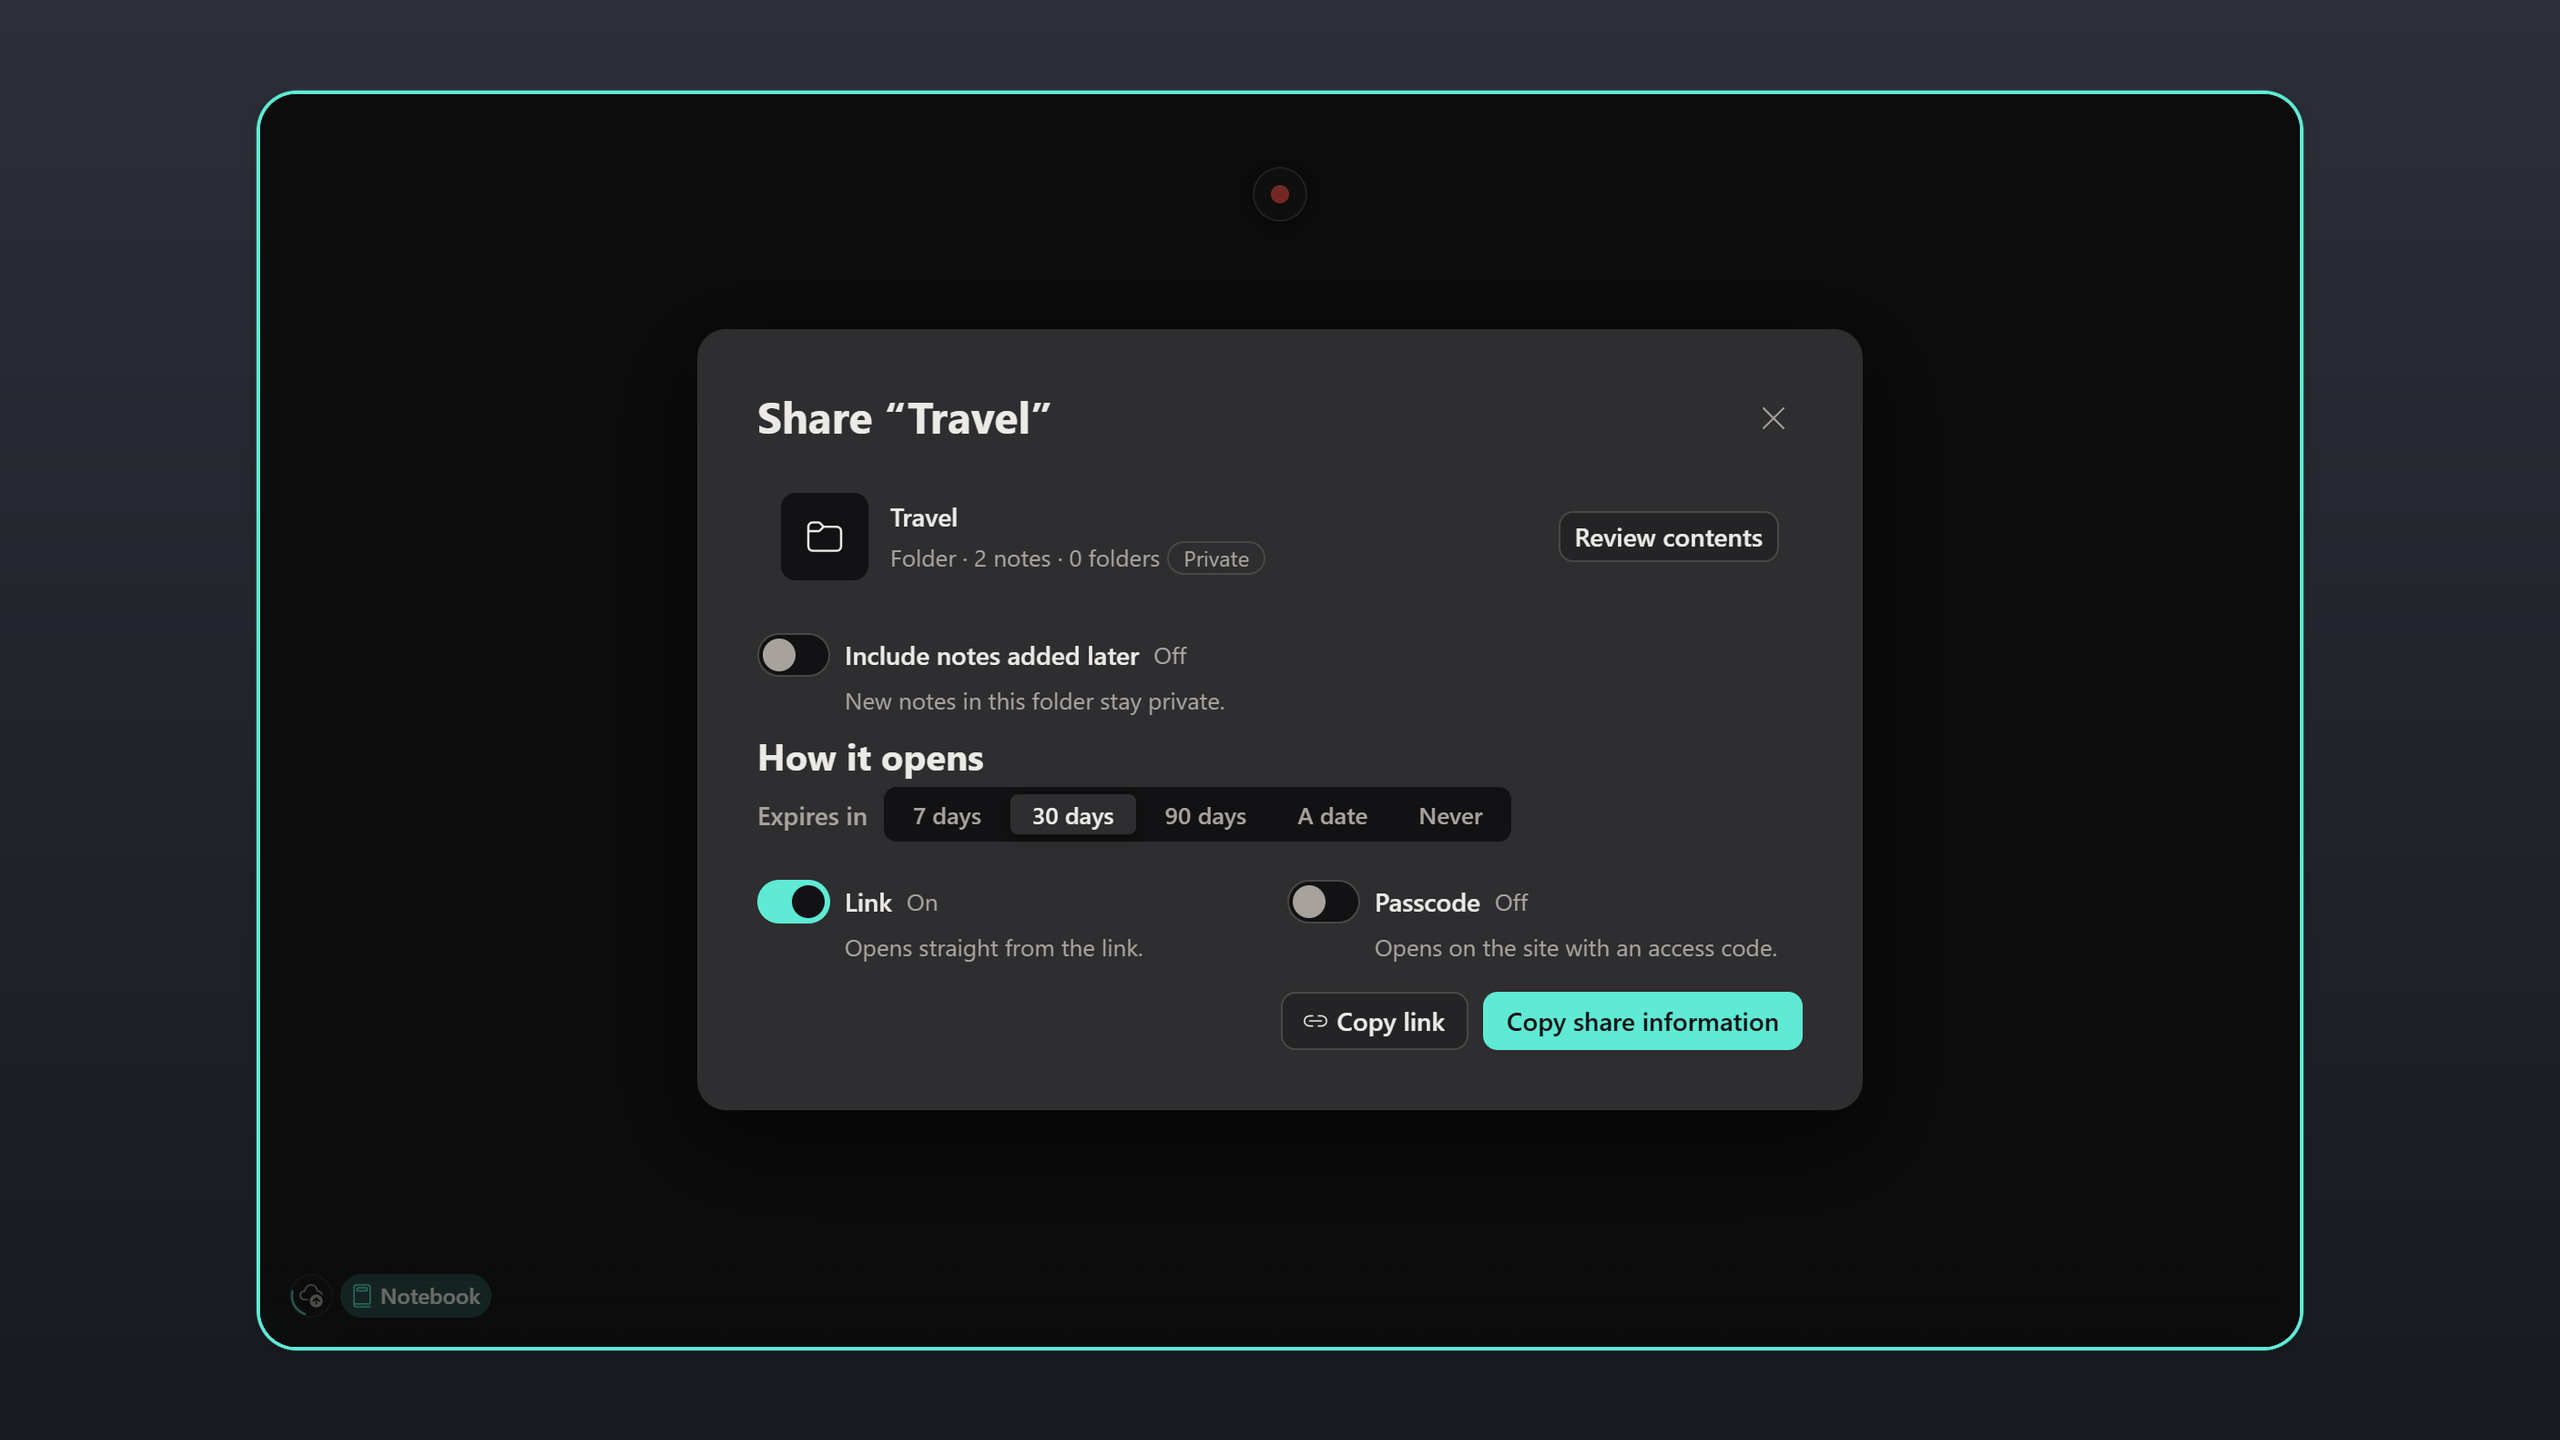 Share “Travel”
Travel
Folder · 2 notes · 0 folders Private
Review contents
Include notes added later Off
New notes in this folder stay private.
How it opens
Expires in 7 days 30 days 90 days A date Never
Link On
Opens straight from the link.
Passcode Off
Opens on the site with an access code.
Copy link
Copy share information
Notebook